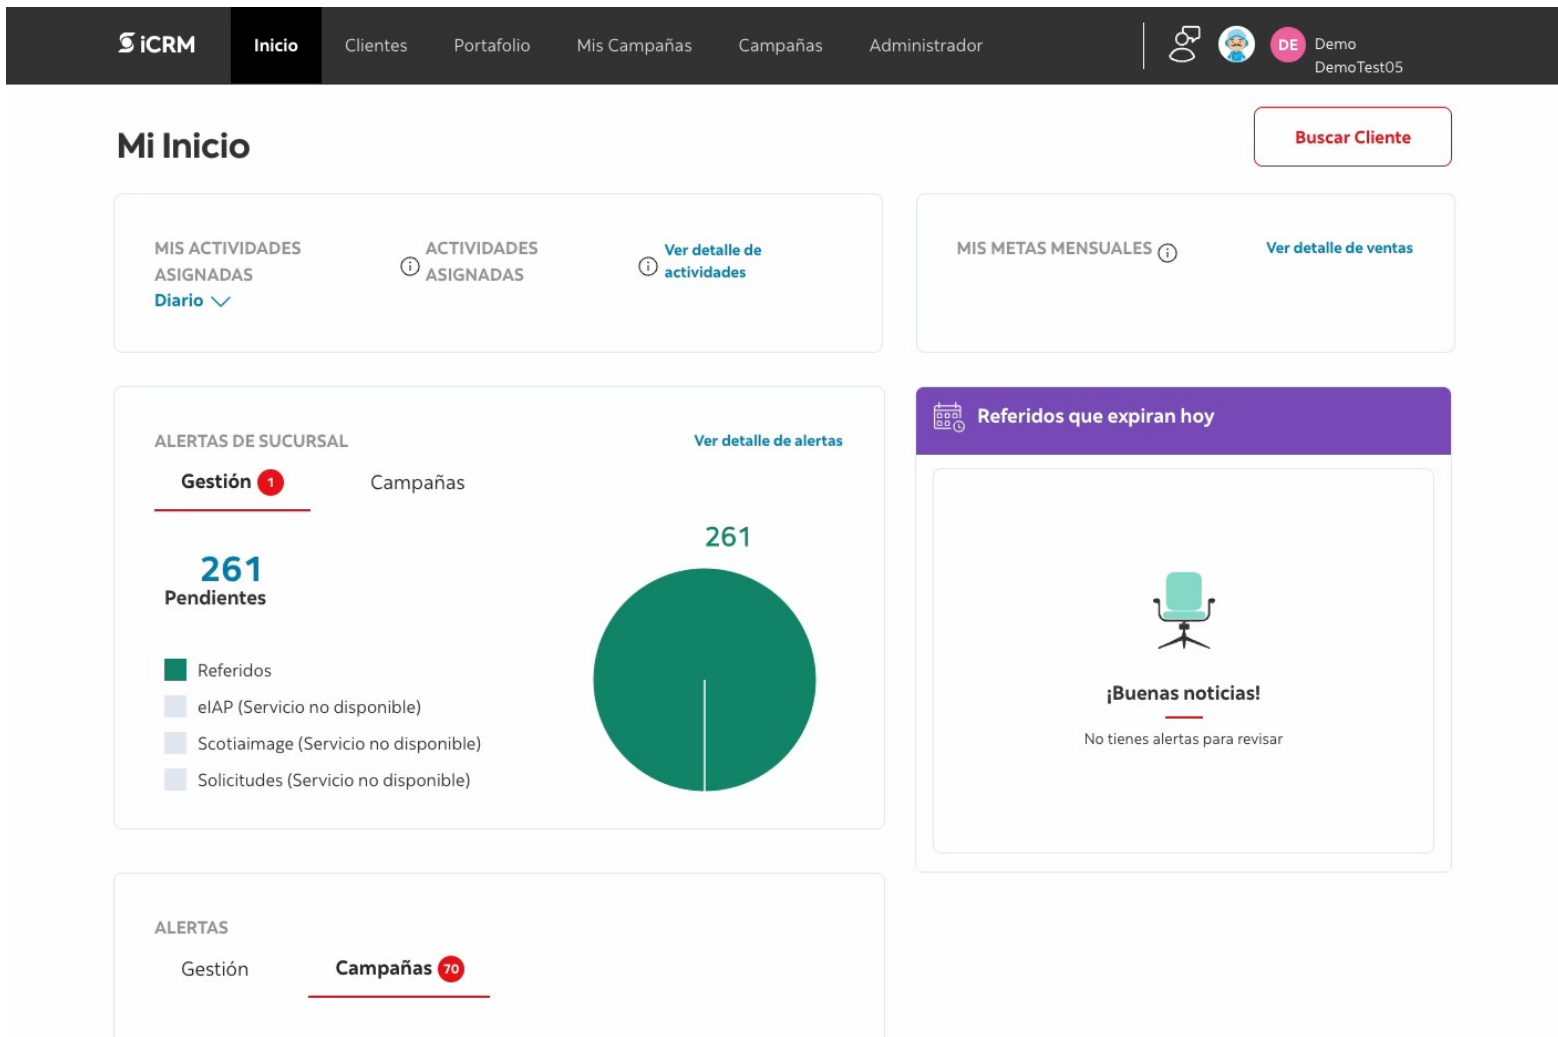 iCRM
Inicio
Clientes
Portafolio
Mis Campañas
Campañas
Administrador
DE
Demo
DemoTest05
Mi Inicio
Buscar Cliente
MIS ACTIVIDADES
ASIGNADAS
Diario
ACTIVIDADES
ASIGNADAS
Ver detalle de
actividades
MIS METAS MENSUALES
Ver detalle de ventas
ALERTAS DE SUCURSAL
Ver detalle de alertas
Gestión 1
Campañas
261
Pendientes
261
Referidos
eIAP (Servicio no disponible)
Scotiaimage (Servicio no disponible)
Solicitudes (Servicio no disponible)
Referidos que expiran hoy
¡Buenas noticias!
No tienes alertas para revisar
ALERTAS
Gestión
Campañas 70